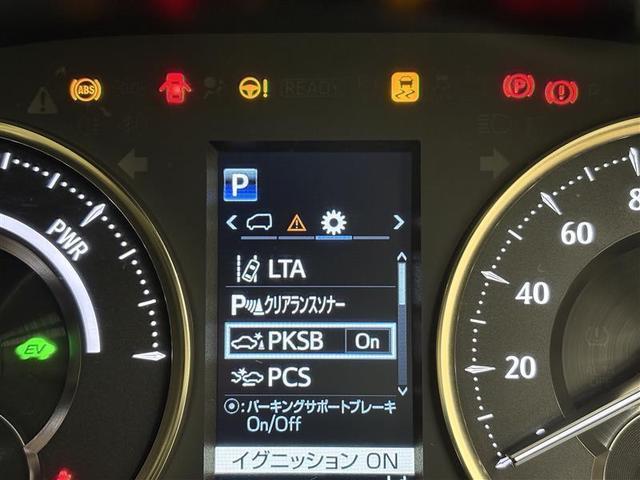 ABS
READY
P
P
PWR
LTA
P クリアランスソナー
PKSB On
PCS
:パーキングサポートブレーキ
On/Off
イグニッション ON
EV
8
60
40
20